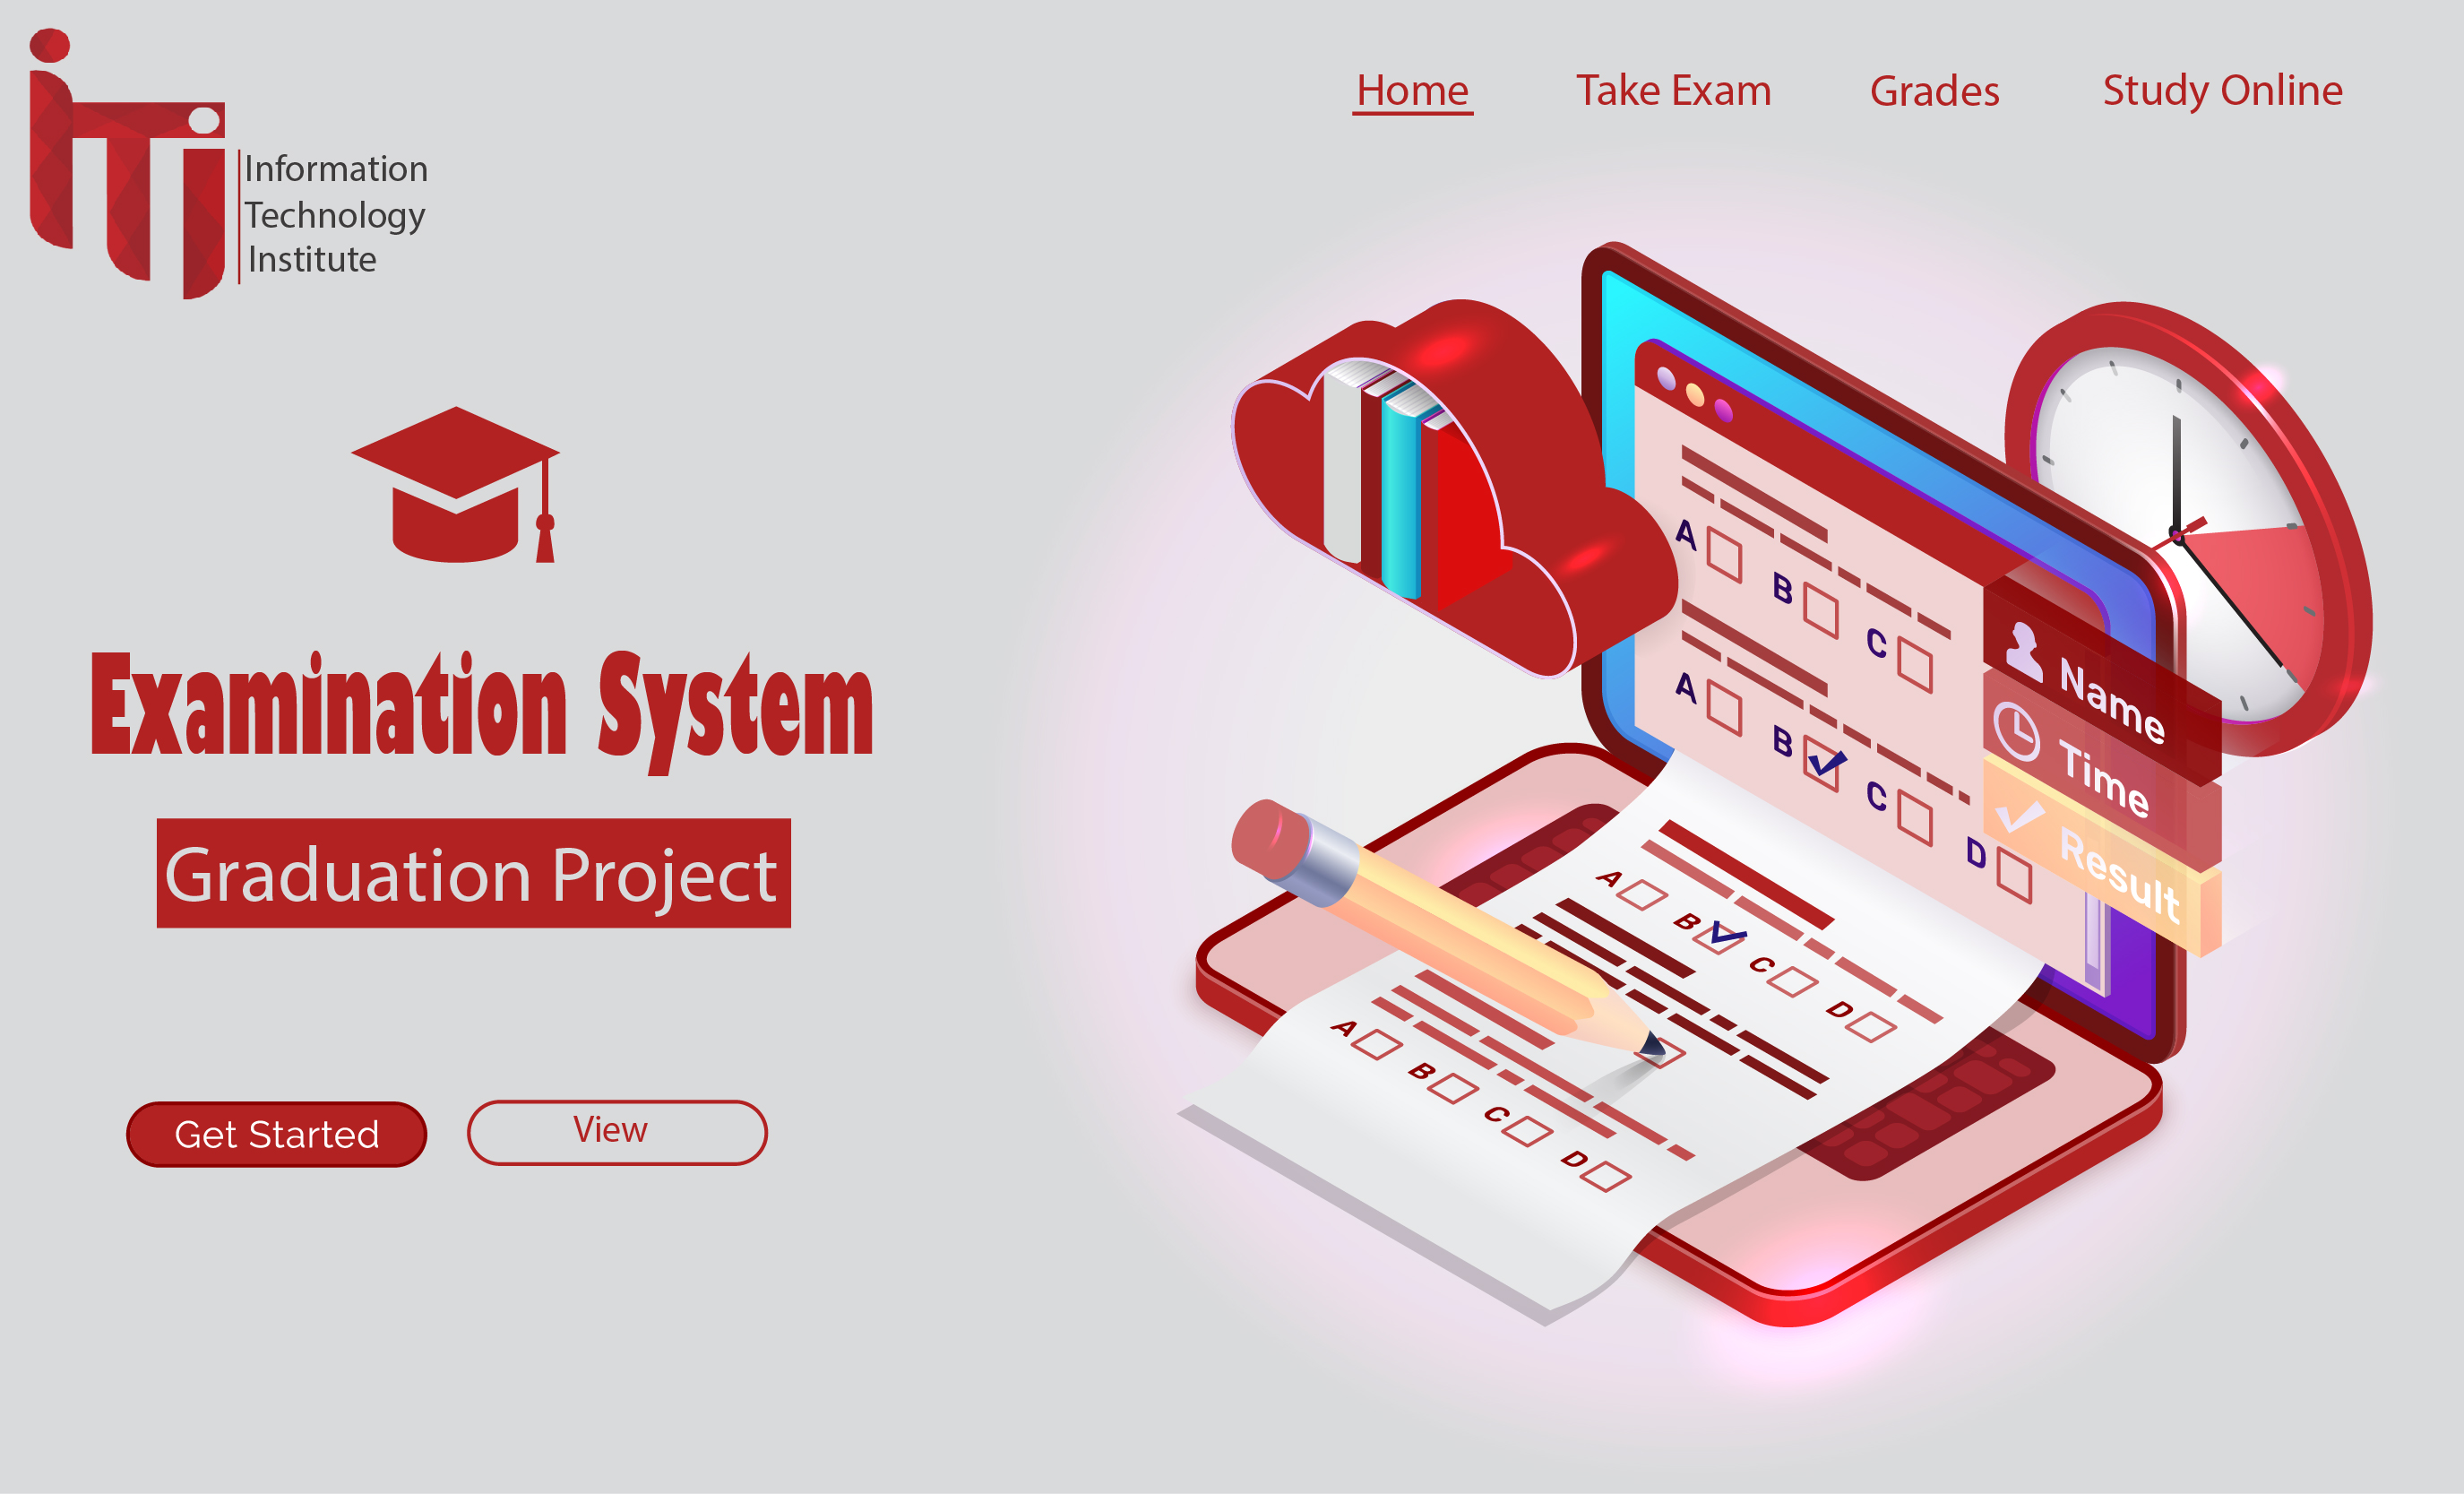 Home Take Exam Grades Study Online
iTi
Information
Technology
Institute
Examination System
Graduation Project
Get Started View
A B C
A B C D
Name
Time
Result
A B C D
A B C D